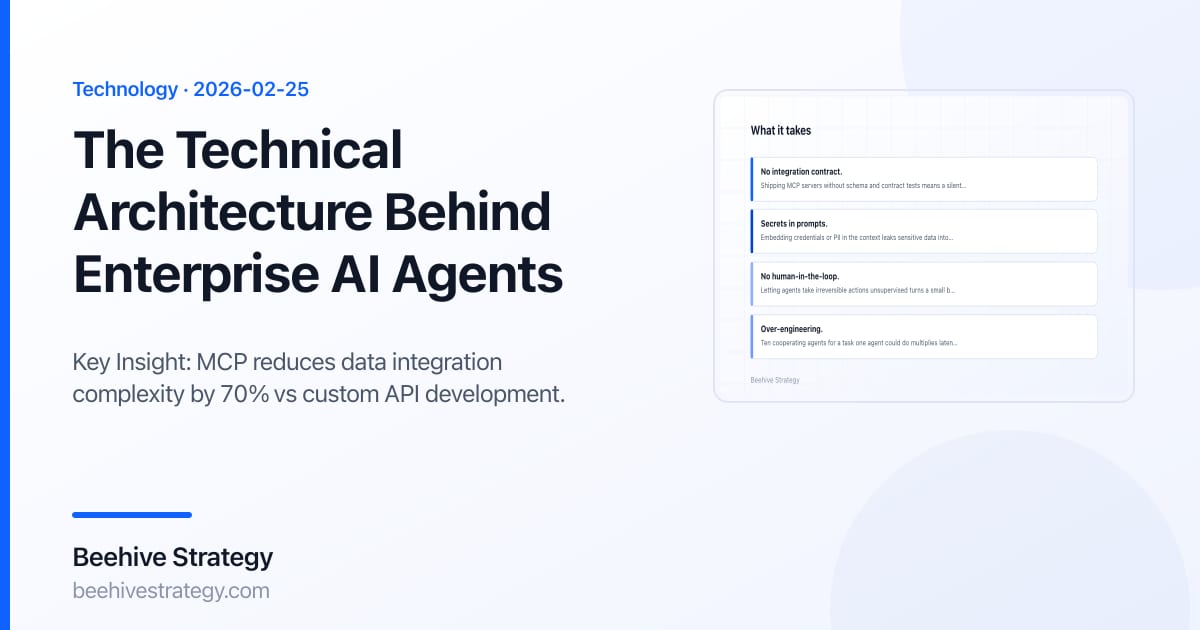 Technology · 2026-02-25
The Technical
Architecture Behind
Enterprise AI Agents
Key Insight: MCP reduces data integration
complexity by 70% vs custom API development.
Beehive Strategy
beehivestrategy.com
What it takes
No integration contract.
Shipping MCP servers without schema and contract tests means a silent...
Secrets in prompts.
Embedding credentials or PII in the context leaks sensitive data into...
No human-in-the-loop.
Letting agents take irreversible actions unsupervised turns a small b...
Over-engineering.
Ten cooperating agents for a task one agent could do multiplies laten...
Beehive Strategy